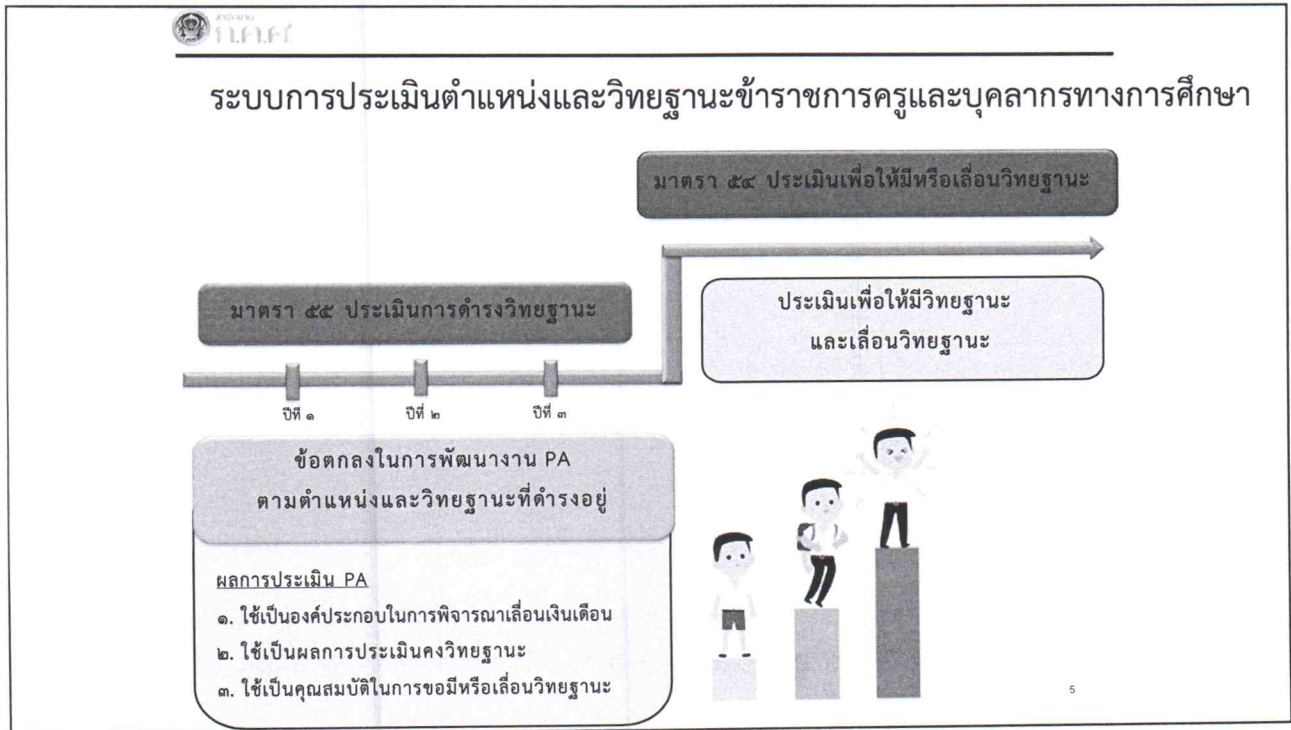 สำนักงาน
ก.ค.ศ.
ระบบการประเมินตำแหน่งและวิทยฐานะข้าราชการครูและบุคลากรทางการศึกษา
มาตรา ๕๔ ประเมินเพื่อให้มีหรือเลื่อนวิทยฐานะ
ประเมินเพื่อให้มีวิทยฐานะ
และเลื่อนวิทยฐานะ
มาตรา ๕๕ ประเมินการดำรงวิทยฐานะ
ปีที่ ๑ ปีที่ ๒ ปีที่ ๓
ข้อตกลงในการพัฒนางาน PA
ตามตำแหน่งและวิทยฐานะที่ดำรงอยู่
ผลการประเมิน PA
๑. ใช้เป็นองค์ประกอบในการพิจารณาเลื่อนเงินเดือน
๒. ใช้เป็นผลการประเมินคงวิทยฐานะ
๓. ใช้เป็นคุณสมบัติในการขอมีหรือเลื่อนวิทยฐานะ
5